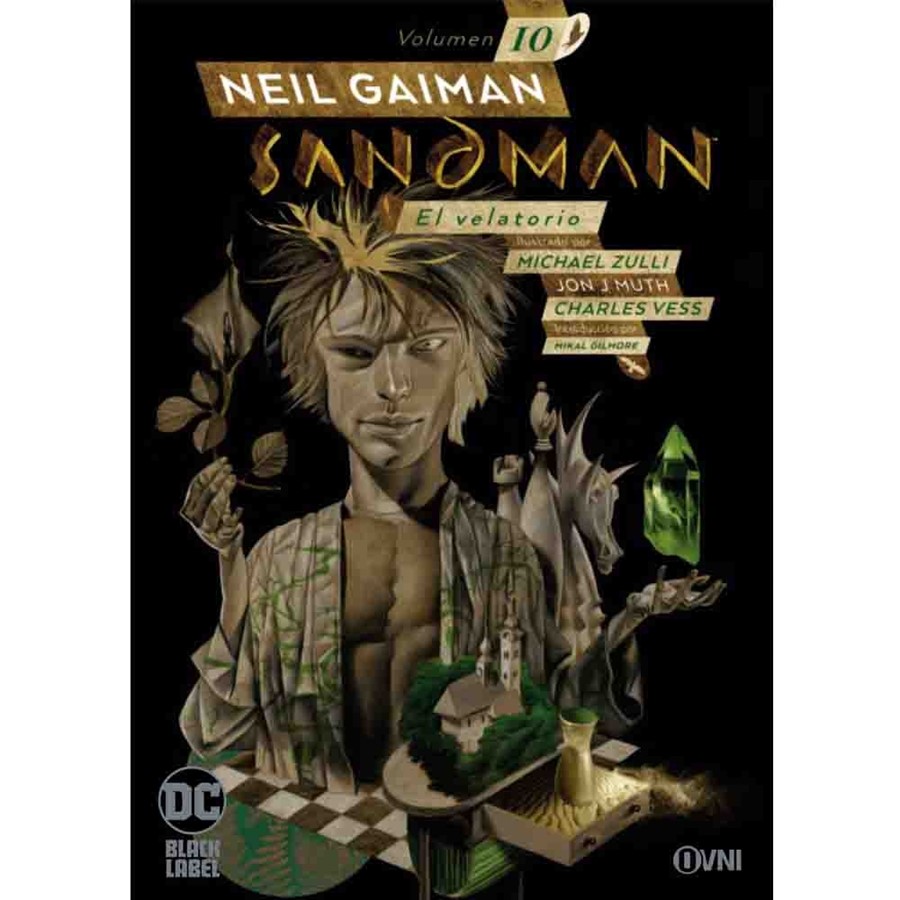 Volumen 10
NEIL GAIMAN
SANDMAN™
El velatorio
Ilustrado por
MICHAEL ZULLI
JON J MUTH
CHARLES VESS
Introducción por
MIKAL GILMORE
DC
BLACK
LABEL
OVNI